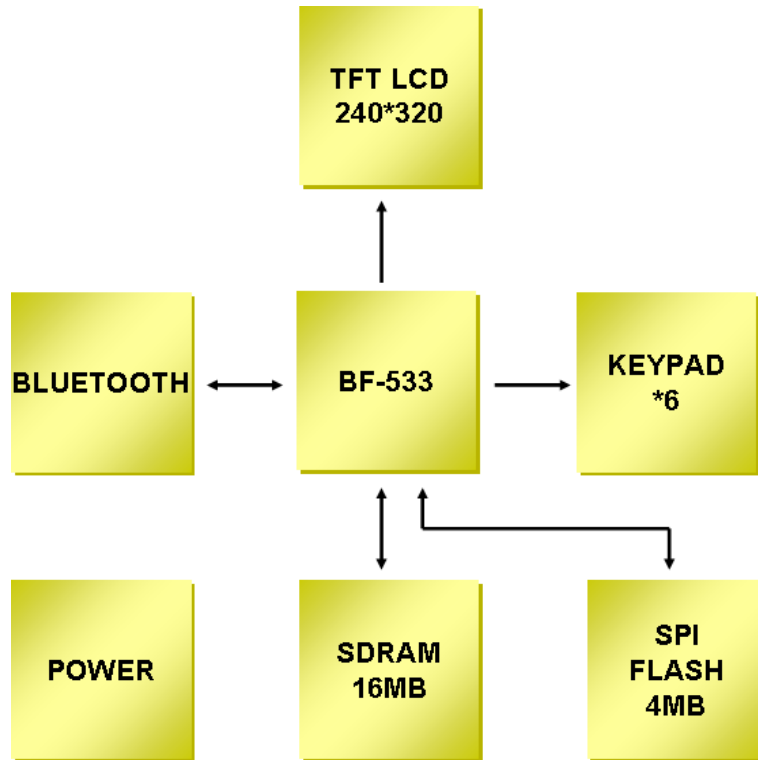 TFT LCD
240*320
BLUETOOTH
BF-533
KEYPAD
*6
POWER
SDRAM
16MB
SPI
FLASH
4MB